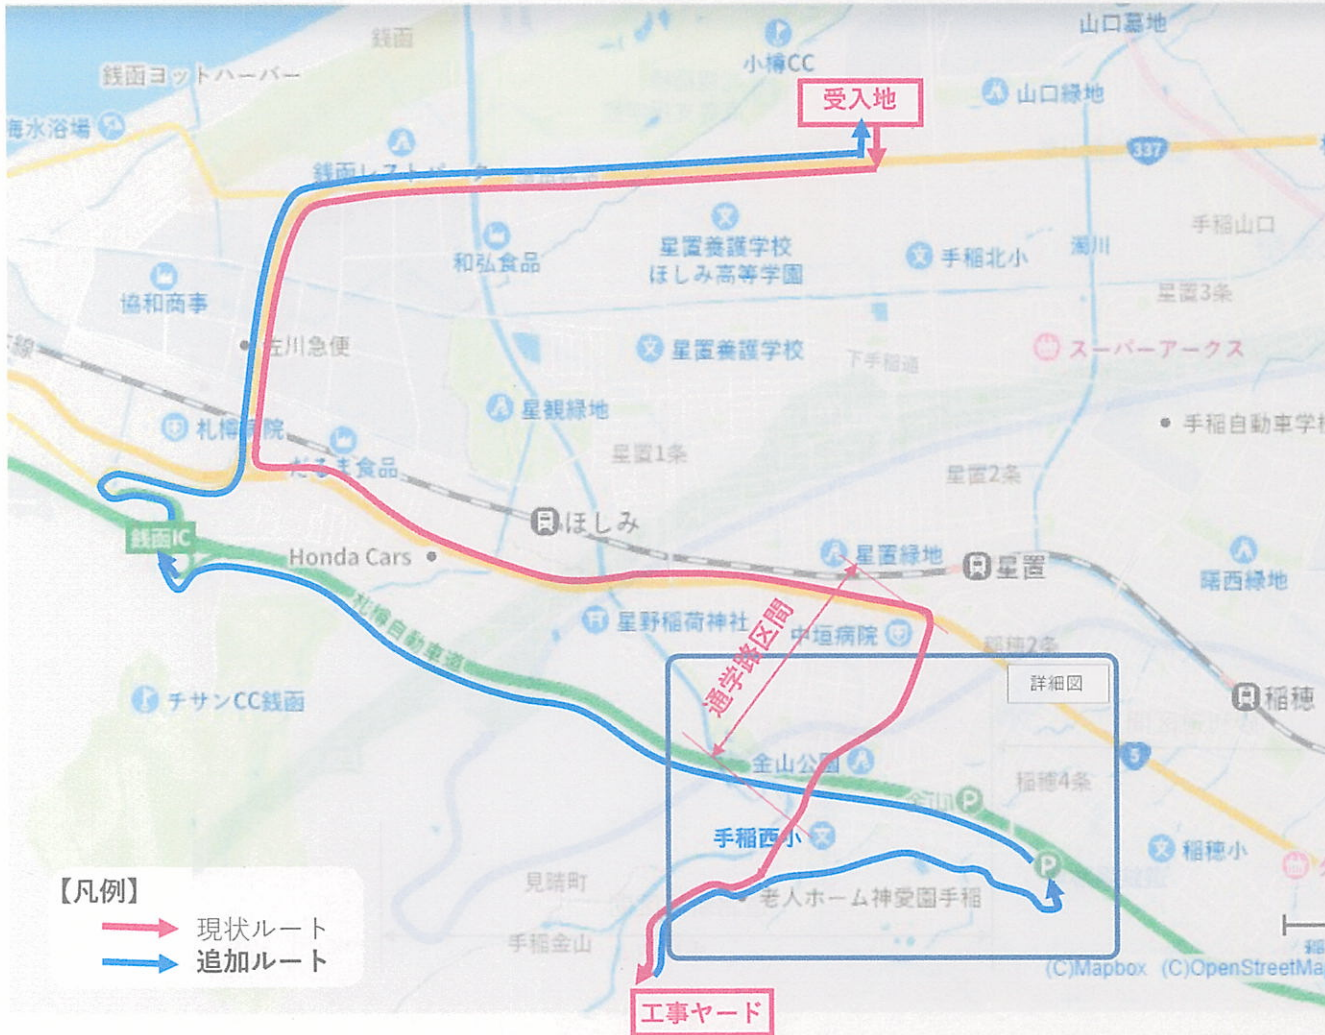 銭函
山口墓地
銭函ヨットハーバー
小樽CC
受入地
山口緑地
海水浴場
337
銭函レストパーク
手稲山口
星置養護学校
ほしみ高等学園
和弘食品
手稲北小
濁川
協和商事
星置3条
佐川急便
星置養護学校
下手稲通
スーパーアークス
星観緑地
札樽病院
手稲自動車学校
だるま食品
星置1条
星置2条
ほしみ
銭函IC
Honda Cars
星置緑地
星置
曙西緑地
札樽自動車道
星野稲荷神社
通学路区間
中垣病院
稲穂2条
詳細図
チサンCC銭函
稲穂
金山公園
5
稲穂4条
金山
P
手稲西小
稲穂小
P
見晴町
老人ホーム神愛園手稲
手稲金山
【凡例】
現状ルート
追加ルート
(C)Mapbox (C)OpenStreetMa
工事ヤード